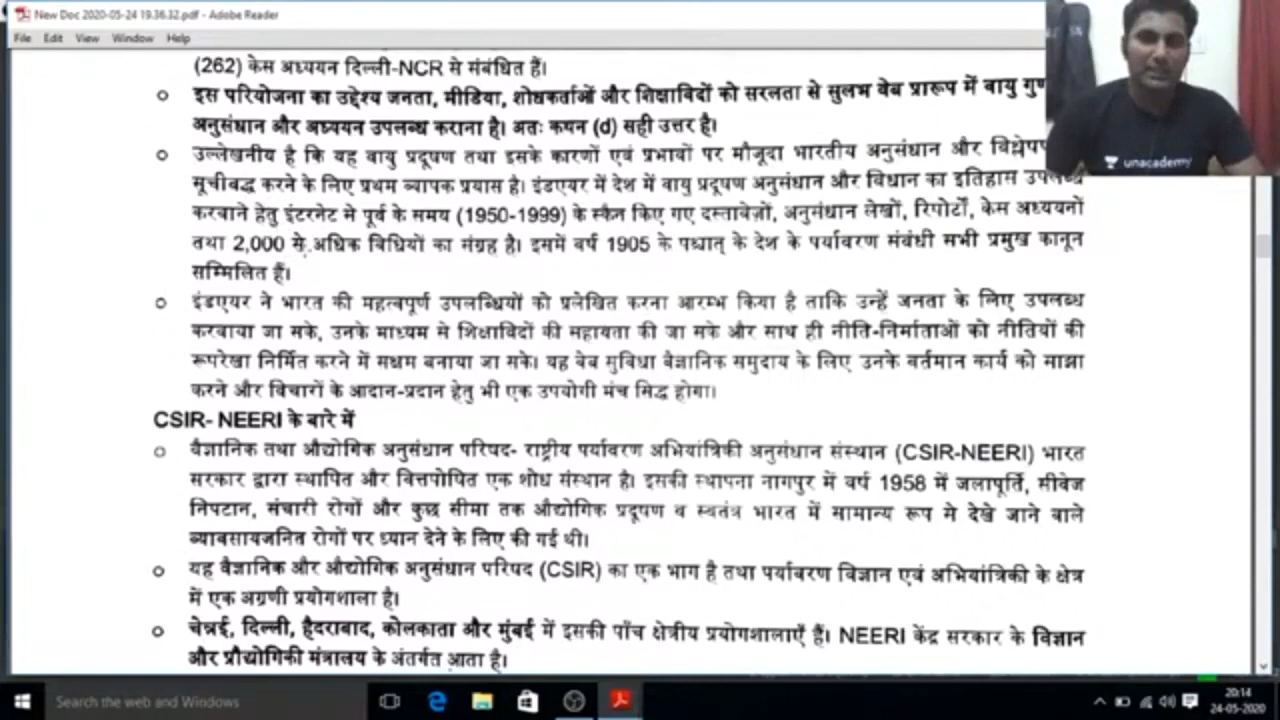 New Doc 2020-05-24 19.36.32.pdf - Adobe Reader
File Edit View Window Help
(262) केस अध्ययन दिल्ली-NCR से संबंधित हैं।
इस परियोजना का उद्देश्य जनता, मीडिया, शोधकर्ताओं और शिक्षाविदों को सरलता से सुलभ वेब प्रारूप में वायु
अनुसंधान और अध्ययन उपलब्ध कराना है। अतः कथन (d) सही उत्तर है।
उल्लेखनीय है कि यह वायु प्रदूषण तथा इसके कारणों एवं प्रभावों पर मौजूदा भारतीय अनुसंधान और
सूचीबद्ध करने के लिए प्रथम व्यापक प्रयास है। इंडएयर में देश में वायु प्रदूषण अनुसंधान और विधान का इतिहास उपलब्ध
करवाने हेतु इंटरनेट से पूर्व के समय (1950-1999) के स्कैन किए गए दस्तावेज़ों, अनुसंधान लेखों, रिपोर्टों, केस अध्ययनों
तथा 2,000 से अधिक विधियों का संग्रह है। इसमें वर्ष 1905 के पश्चात् के देश के पर्यावरण संबंधी सभी प्रमुख कानून
सम्मिलित हैं।
इंडएयर ने भारत की महत्वपूर्ण उपलब्धियों को प्रलेखित करना आरम्भ किया है ताकि उन्हें जनता के लिए उपलब्ध
करवाया जा सके, उनके माध्यम से शिक्षाविदों की सहायता की जा सके और साथ ही नीति-निर्माताओं को नीतियों की
रूपरेखा निर्मित करने में सक्षम बनाया जा सके। यह वेब सुविधा वैज्ञानिक समुदाय के लिए उनके वर्तमान कार्य को साझा
करने और विचारों के आदान-प्रदान हेतु भी एक उपयोगी मंच सिद्ध होगा।
CSIR- NEERI के बारे में
वैज्ञानिक तथा औद्योगिक अनुसंधान परिषद- राष्ट्रीय पर्यावरण अभियांत्रिकी अनुसंधान संस्थान (CSIR-NEERI) भारत
सरकार द्वारा स्थापित और वित्तपोषित एक शोध संस्थान है। इसकी स्थापना नागपुर में वर्ष 1958 में जलापूर्ति, सीवेज
निपटान, संचारी रोगों और कुछ सीमा तक औद्योगिक प्रदूषण व स्वतंत्र भारत में सामान्य रूप से देखे जाने वाले
व्यावसायजनित रोगों पर ध्यान देने के लिए की गई थी।
यह वैज्ञानिक और औद्योगिक अनुसंधान परिषद (CSIR) का एक भाग है तथा पर्यावरण विज्ञान एवं अभियांत्रिकी के क्षेत्र
में एक अग्रणी प्रयोगशाला है।
चेन्नई, दिल्ली, हैदराबाद, कोलकाता और मुंबई में इसकी पाँच क्षेत्रीय प्रयोगशालाएँ हैं। NEERI केंद्र सरकार के विज्ञान
और प्रौद्योगिकी मंत्रालय के अंतर्गत आता है।
unacademy
Search the web and Windows
20:14
24-05-2020